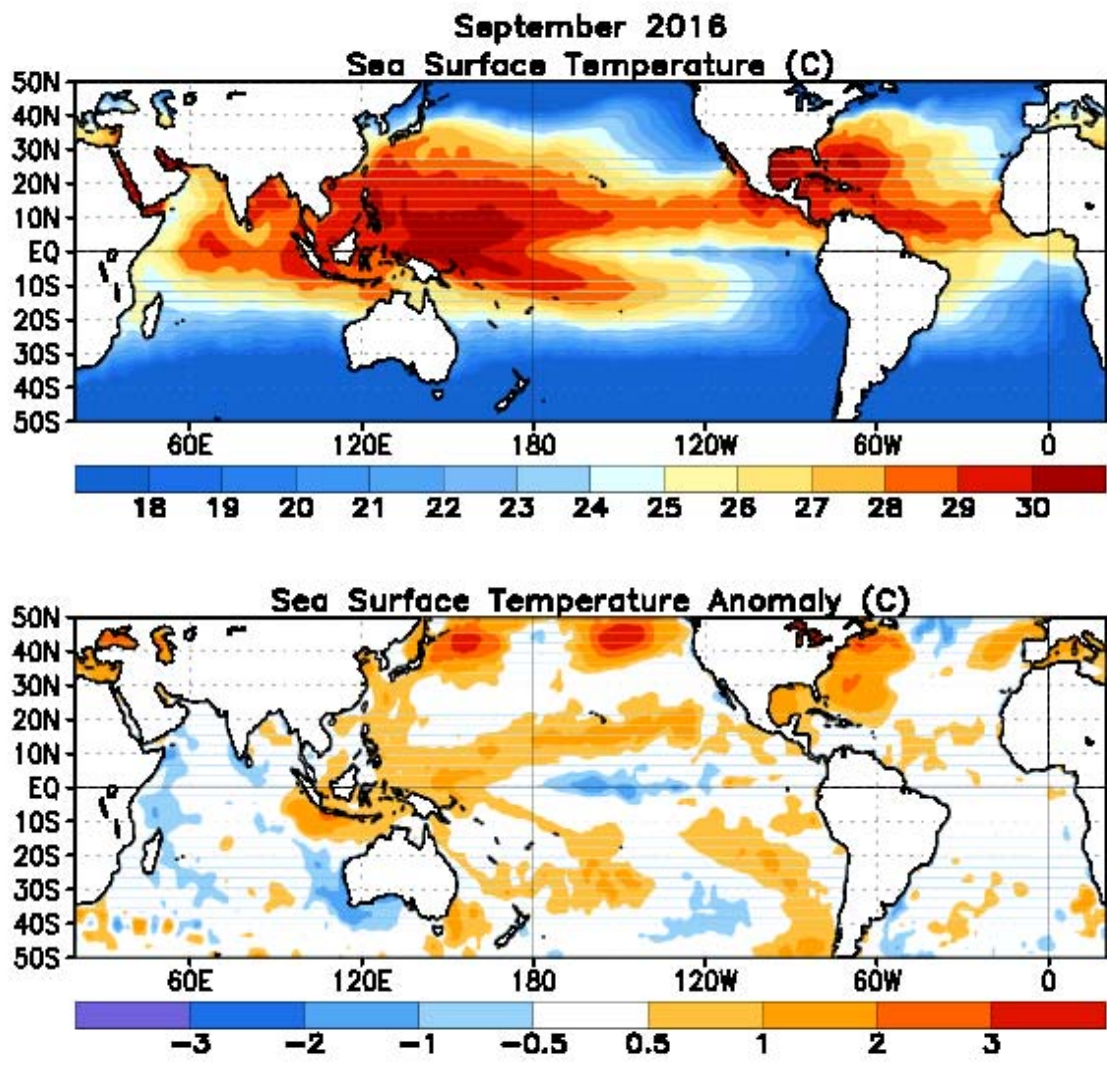 September 2016
Sea Surface Temperature (C)
50N
40N
30N
20N
10N
EQ
10S
20S
30S
40S
50S
60E 120E 180 120W 60W 0
18 19 20 21 22 23 24 25 26 27 28 29 30
Sea Surface Temperature Anomaly (C)
50N
40N
30N
20N
10N
EQ
10S
20S
30S
40S
50S
60E 120E 180 120W 60W 0
-3 -2 -1 -0.5 0.5 1 2 3